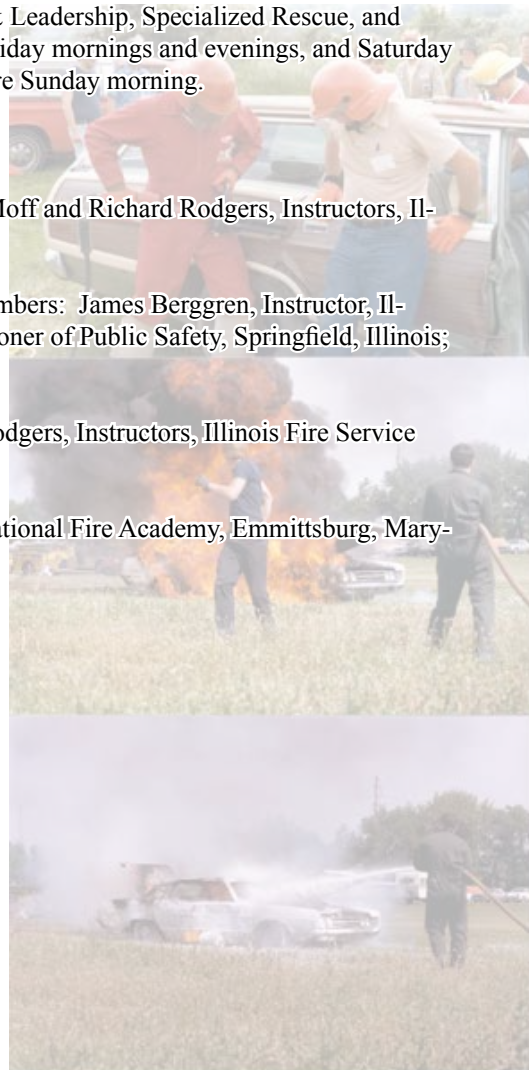 Leadership, Specialized Rescue, and
iday mornings and evenings, and Saturday
re Sunday morning.
Moff and Richard Rodgers, Instructors, Il-
mbers: James Berggren, Instructor, Il-
oner of Public Safety, Springfield, Illinois;
odgers, Instructors, Illinois Fire Service
ational Fire Academy, Emmittsburg, Mary-